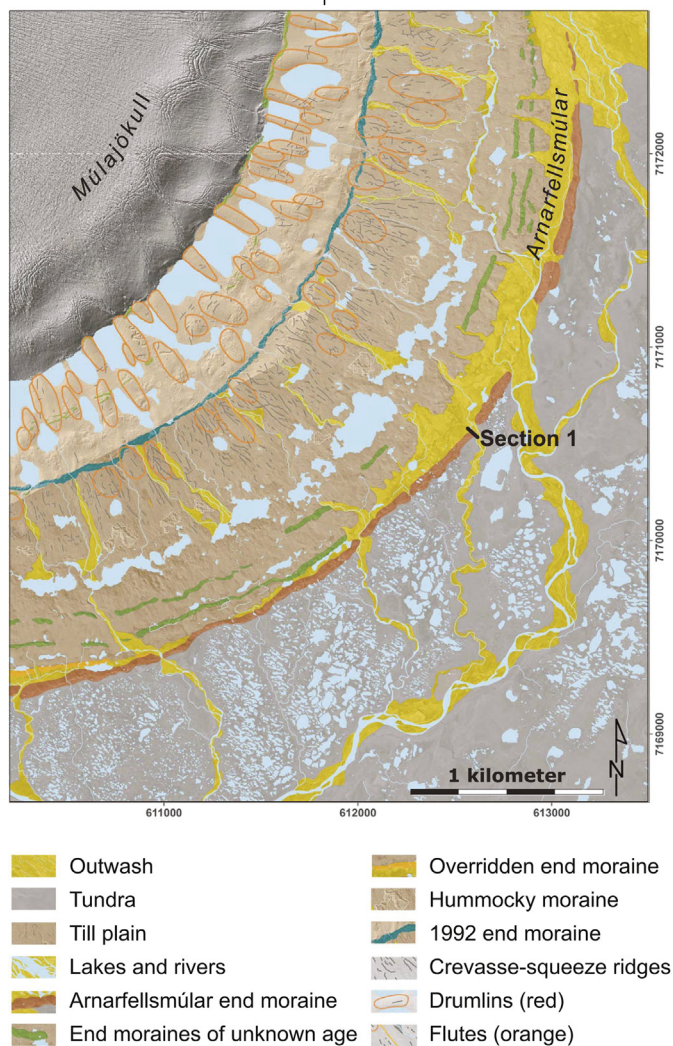 Múlajökull
Arnarfellsmúlar
7172000
7171000
Section 1
7170000
7169000
N
1 kilometer
611000 612000 613000
Outwash
Tundra
Till plain
Lakes and rivers
Arnarfellsmúlar end moraine
End moraines of unknown age
Overridden end moraine
Hummocky moraine
1992 end moraine
Crevasse-squeeze ridges
Drumlins (red)
Flutes (orange)